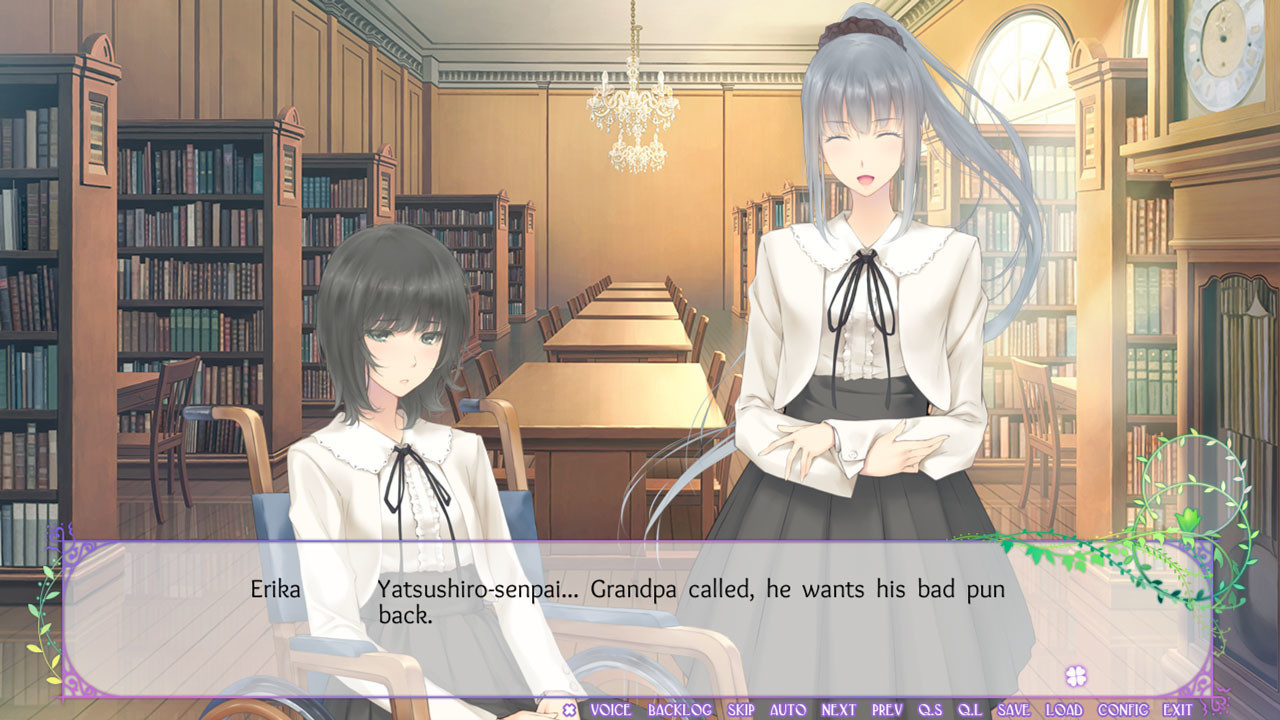 Erika Yatsushiro-senpai... Grandpa called, he wants his bad pun
back.
VOICE BACKLOG SKIP AUTO NEXT PREV Q.S Q.L SAVE LOAD CONFIG EXIT